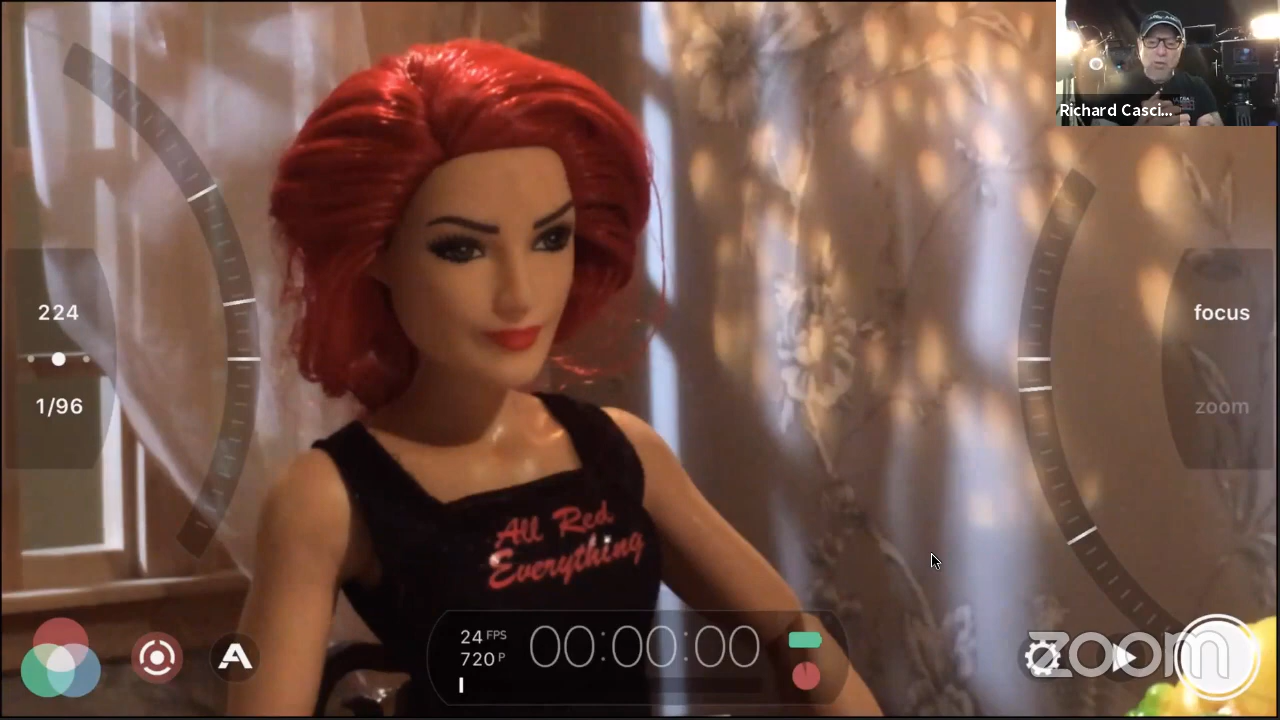 Richard Casci...
224
1/96
focus
zoom
All Red
Everything
24 FPS
720 P
00:00:00
A
zoom